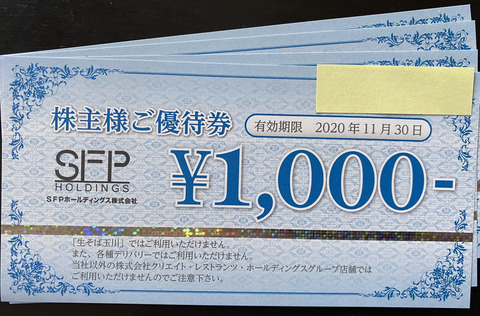 株主様ご優待券
有効期限 2020年11月30日
SFP
HOLDINGS
SFPホールディングス株式会社
¥1,000-
「生そば玉川」ではご利用いただけません。
また、各種デリバリーではご利用いただけません。
当社以外の株式会社クリエイト・レストランツ・ホールディングスグループ店舗では
ご利用いただけませんのでご注意下さい。